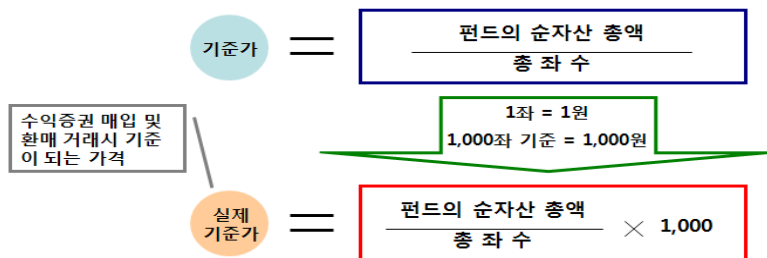 기준가
=
펀드의 순자산 총액
총 좌 수
수익증권 매입 및
환매 거래시 기준
이 되는 가격
1좌 = 1원
1,000좌 기준 = 1,000원
실제
기준가
=
펀드의 순자산 총액
총 좌 수
× 1,000